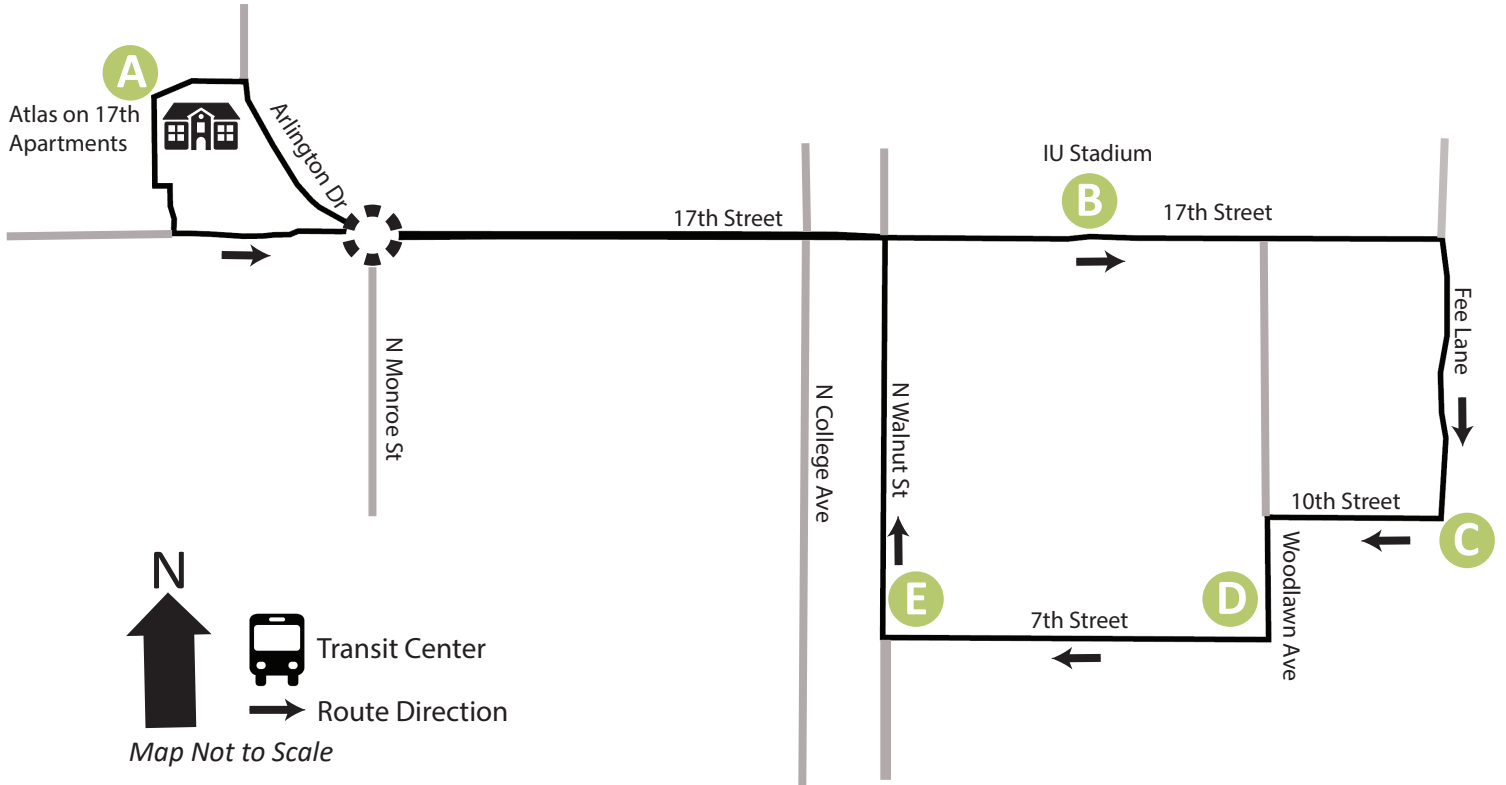 A
Atlas on 17th
Apartments
Arlington Dr
N Monroe St
17th Street
N College Ave
N Walnut St
IU Stadium
B
17th Street
Fee Lane
10th Street
C
Woodlawn Ave
D
7th Street
E
N
Transit Center
Route Direction
Map Not to Scale